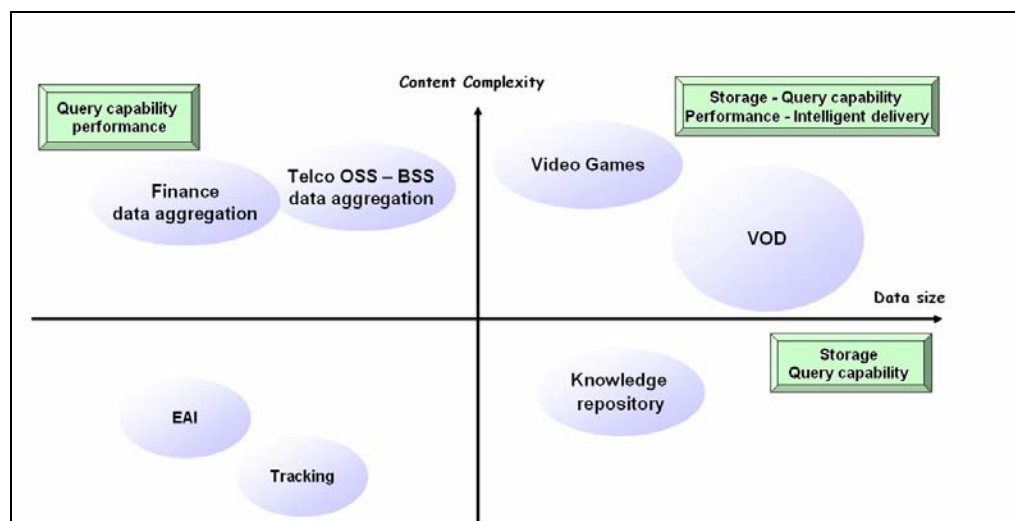 Content Complexity
Query capability
performance
Storage - Query capability
Performance - Intelligent delivery
Finance
data aggregation
Telco OSS – BSS
data aggregation
Video Games
VOD
Data size
Storage
Query capability
Knowledge
repository
EAI
Tracking